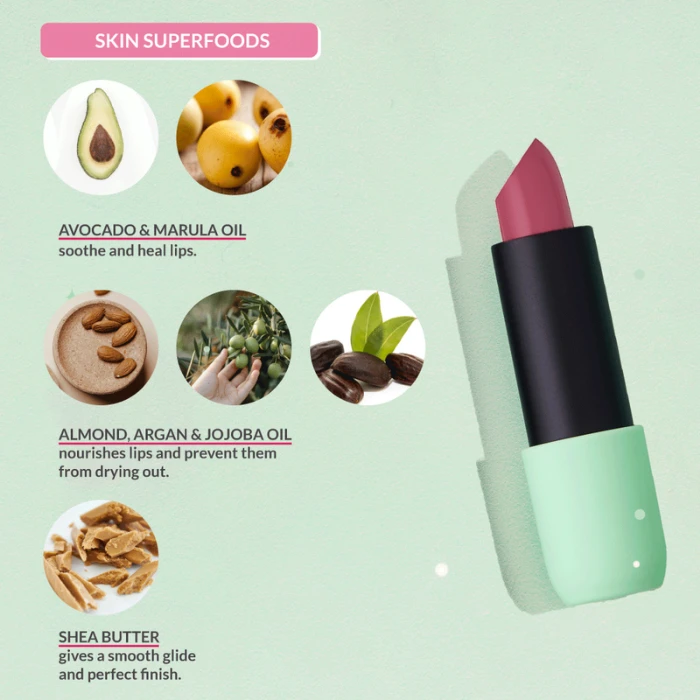 SKIN SUPERFOODS
AVOCADO & MARULA OIL
soothe and heal lips.
ALMOND, ARGAN & JOJOBA OIL
nourishes lips and prevent them
from drying out.
SHEA BUTTER
gives a smooth glide
and perfect finish.